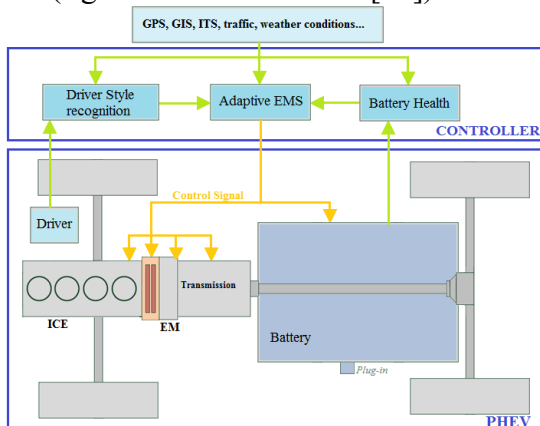 GPS, GIS, ITS, traffic, weather conditions...
Driver Style
recognition
Adaptive EMS
Battery Health
CONTROLLER
Control Signal
Driver
Transmission
ICE
EM
Battery
Plug-in
PHEV